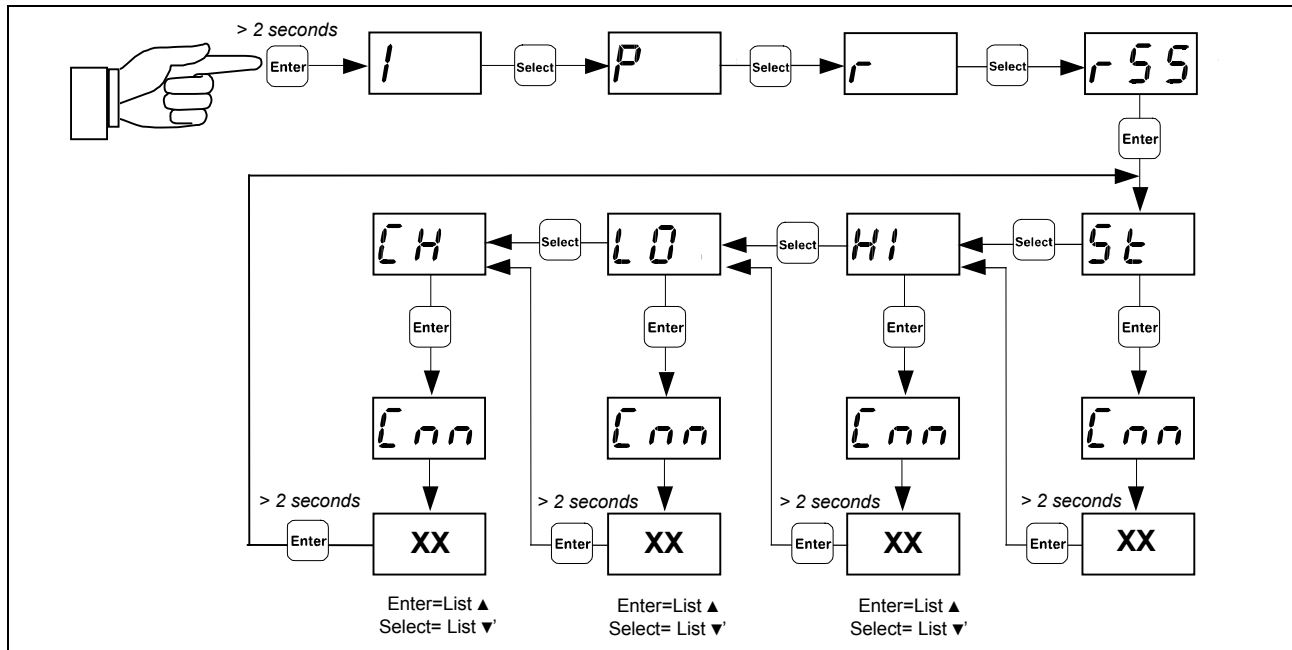 > 2 seconds
Enter
I
Select
P
Select
r
Select
r55
Enter
CH
Select
LO
Select
HI
Select
St
Enter
Enter
Enter
Enter
Cnn
Cnn
Cnn
Cnn
> 2 seconds
> 2 seconds
> 2 seconds
> 2 seconds
Enter
XX
Enter
XX
Enter
XX
Enter
XX
Enter=List ▲
Select= List ▼'
Enter=List ▲
Select= List ▼'
Enter=List ▲
Select= List ▼'